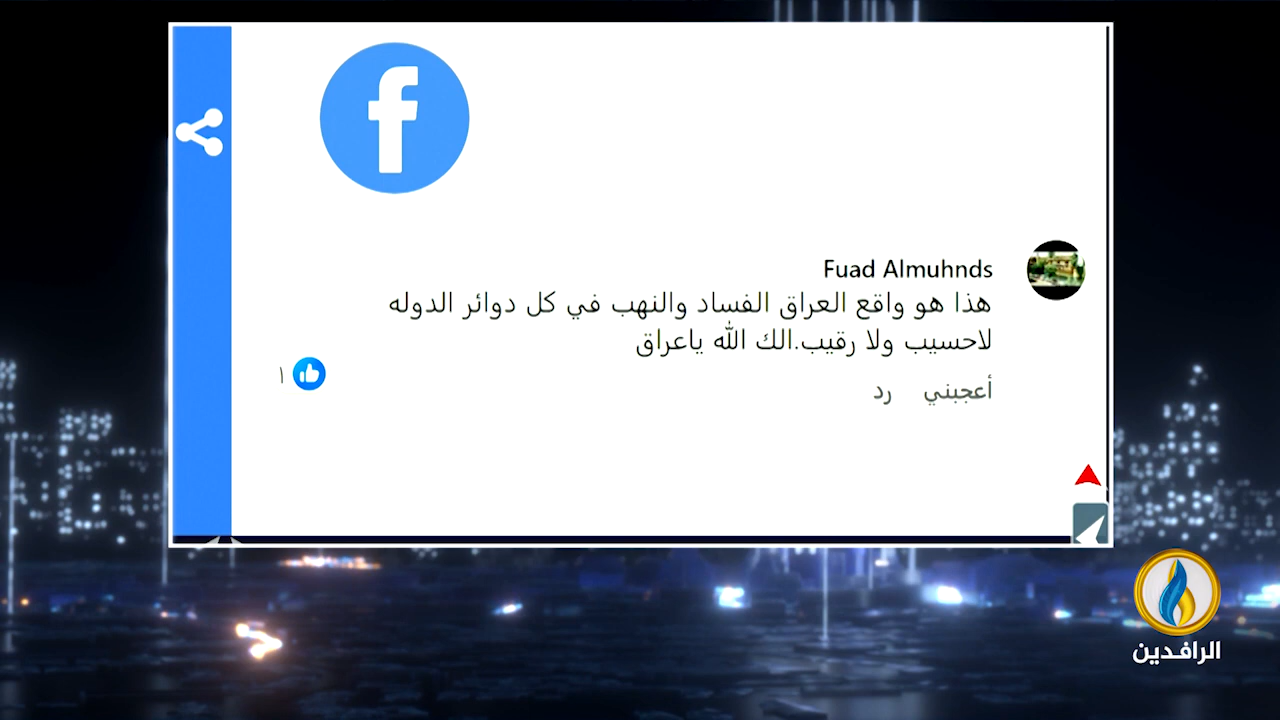 Fuad Almuhnds
هذا هو واقع العراق الفساد والنهب في كل دوائر الدوله
لاحسيب ولا رقيب.الك الله ياعراق
أعجبني رد
١
الرافدين